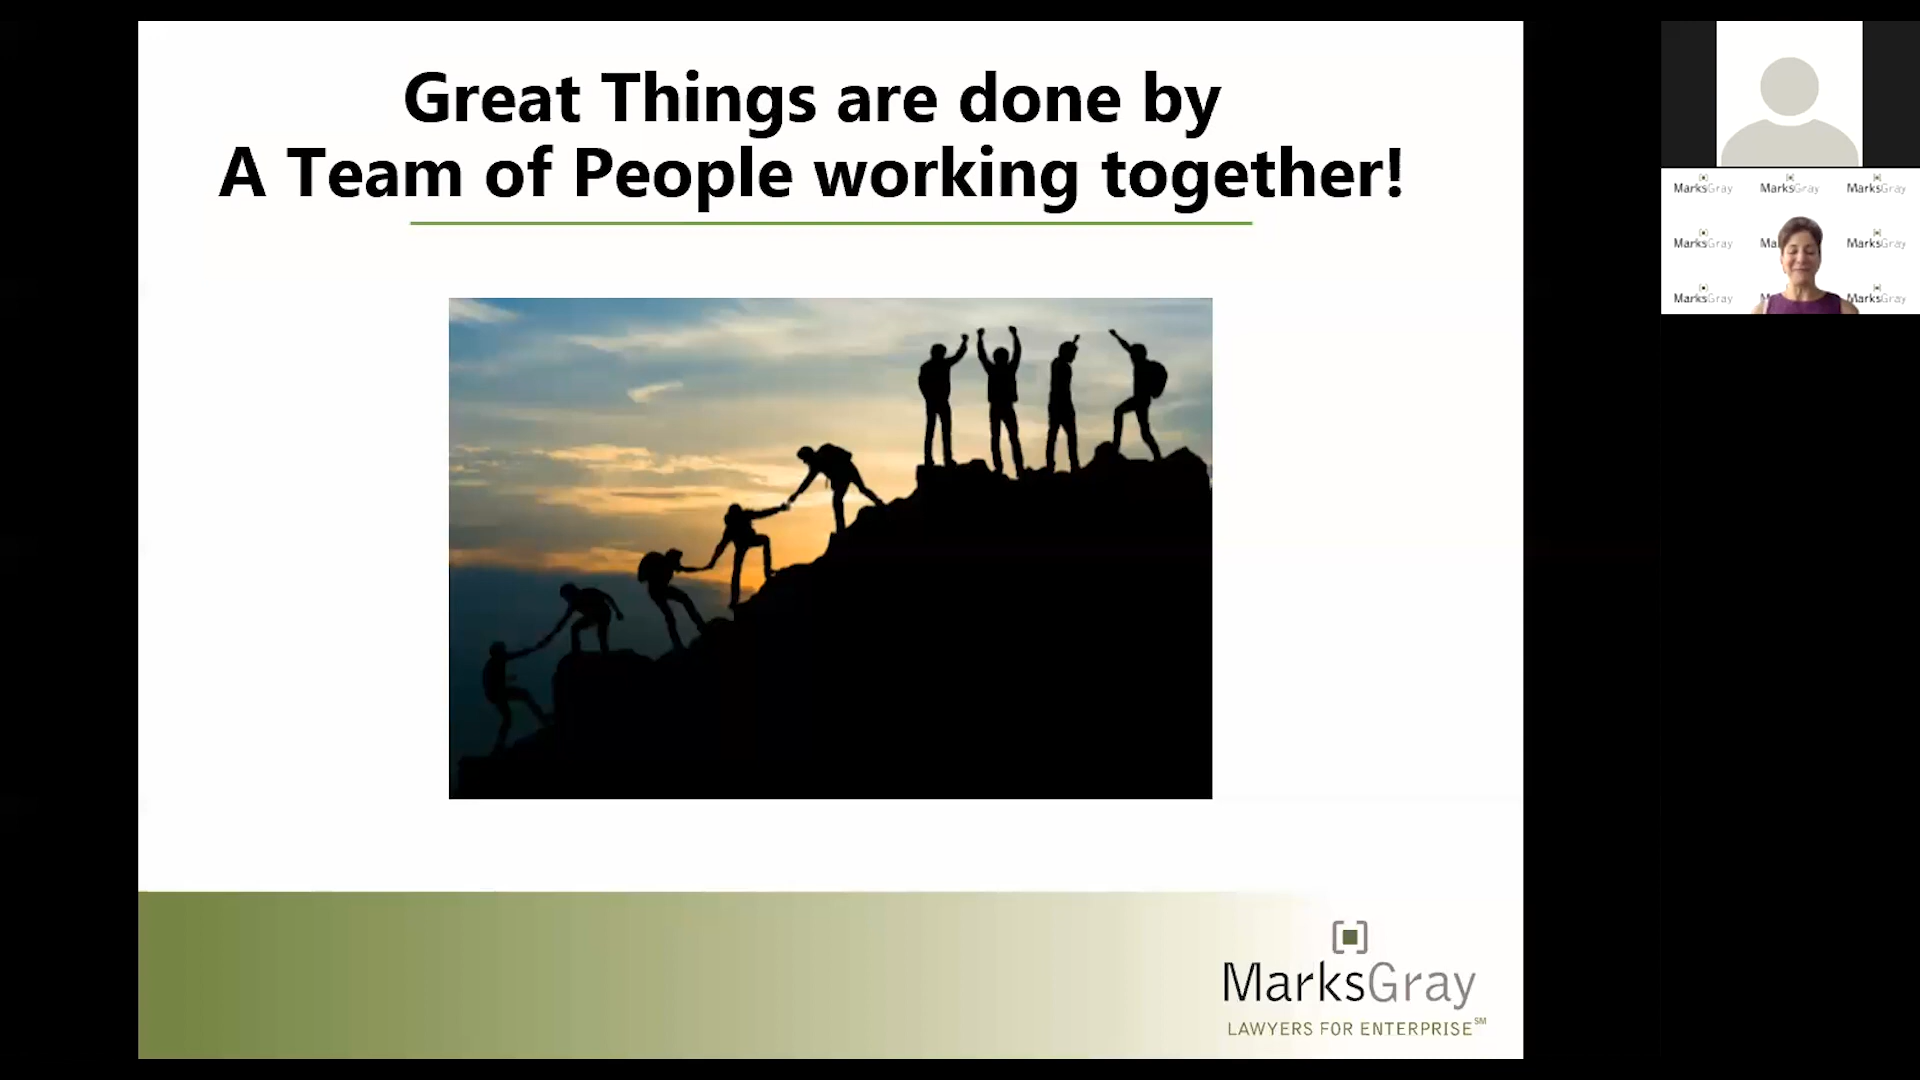 Great Things are done by
A Team of People working together!
MarksGray
LAWYERS FOR ENTERPRISE℠
MarksGray MarksGray MarksGray
MarksGray Ma MarksGray
MarksGray M MarksGray